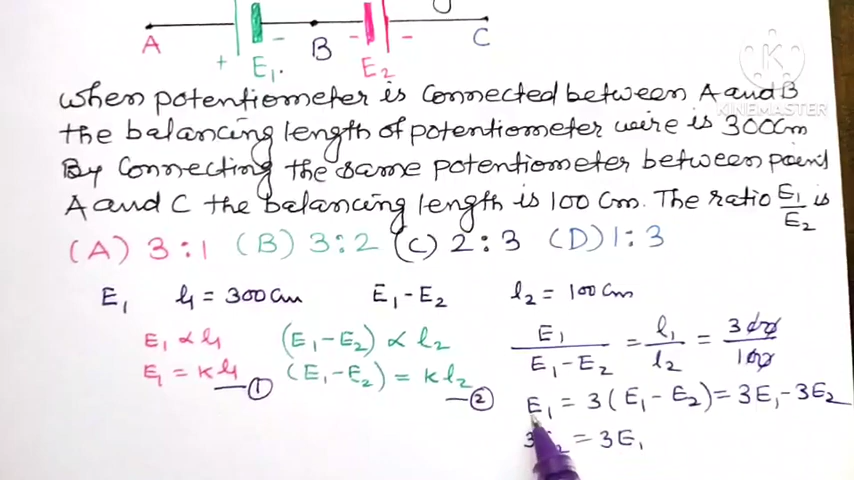 A + E₁. - B - E₂ - C
K
KINEMASTER
When potentiometer is connected between A and B
the balancing length of potentiometer wire is 300cm
By Connecting the same potentiometer between point
A and C the balancing length is 100 Cm. The ratio E₁/E₂ is
(A) 3:1 (B) 3:2 (C) 2:3 (D) 1:3
E₁ l₁ = 300cm E₁-E₂ l₂ = 100cm
E₁ ∝ l₁ (E₁-E₂) ∝ l₂ E₁/E₁-E₂ = l₁/l₂ = 300/100
E₁ = Kl₁ —① (E₁-E₂) = Kl₂ —②
E₁ = 3(E₁-E₂) = 3E₁-3E₂
= 3E₁